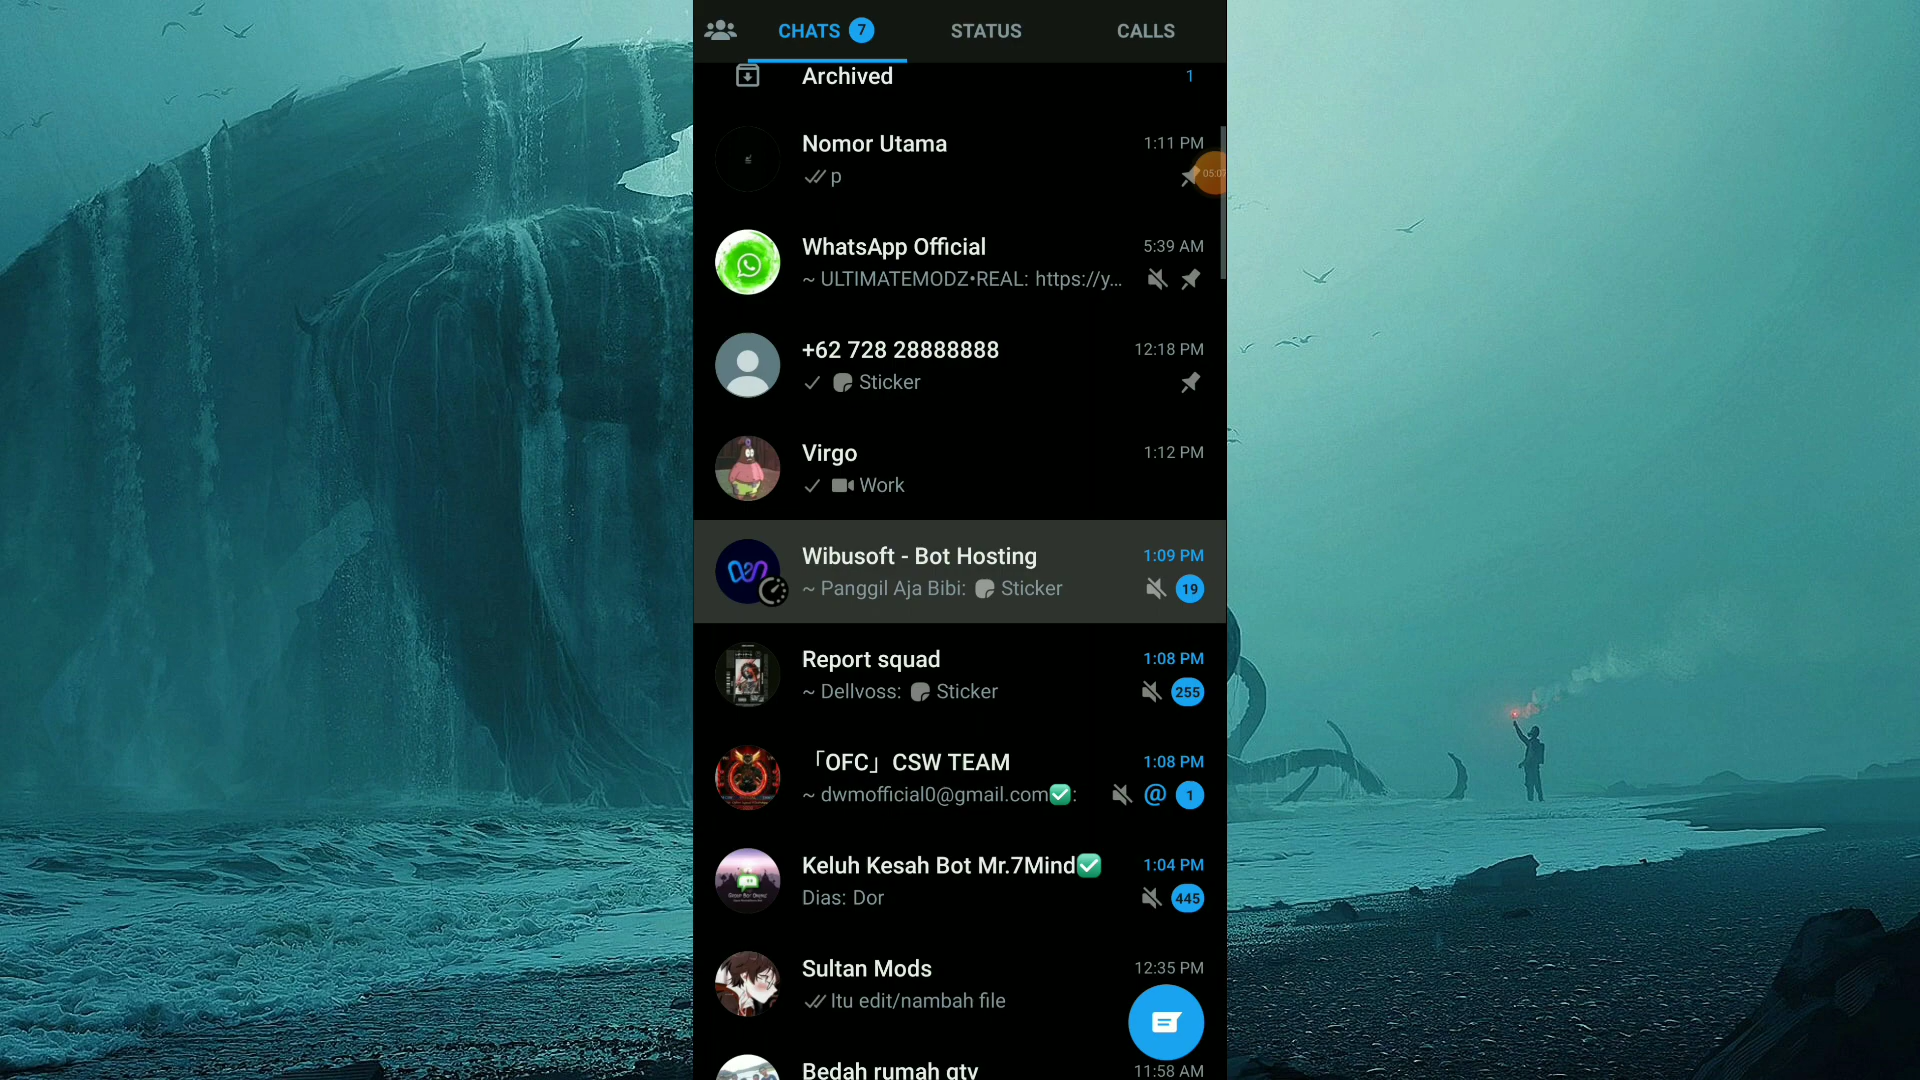 CHATS 7 STATUS CALLS
Archived 1
Nomor Utama 1:11 PM
p
05:07
WhatsApp Official 5:39 AM
~ ULTIMATEMODZ•REAL: https://y...
+62 728 28888888 12:18 PM
Sticker
Virgo 1:12 PM
Work
Wibusoft - Bot Hosting 1:09 PM
~ Panggil Aja Bibi: Sticker 19
Report squad 1:08 PM
~ Dellvoss: Sticker 255
「OFC」 CSW TEAM 1:08 PM
~ dwmofficial0@gmail.com✅: @ 1
Keluh Kesah Bot Mr.7Mind✅ 1:04 PM
Dias: Dor 445
Sultan Mods 12:35 PM
Itu edit/nambah file
Bedah rumah gtv 11:58 AM